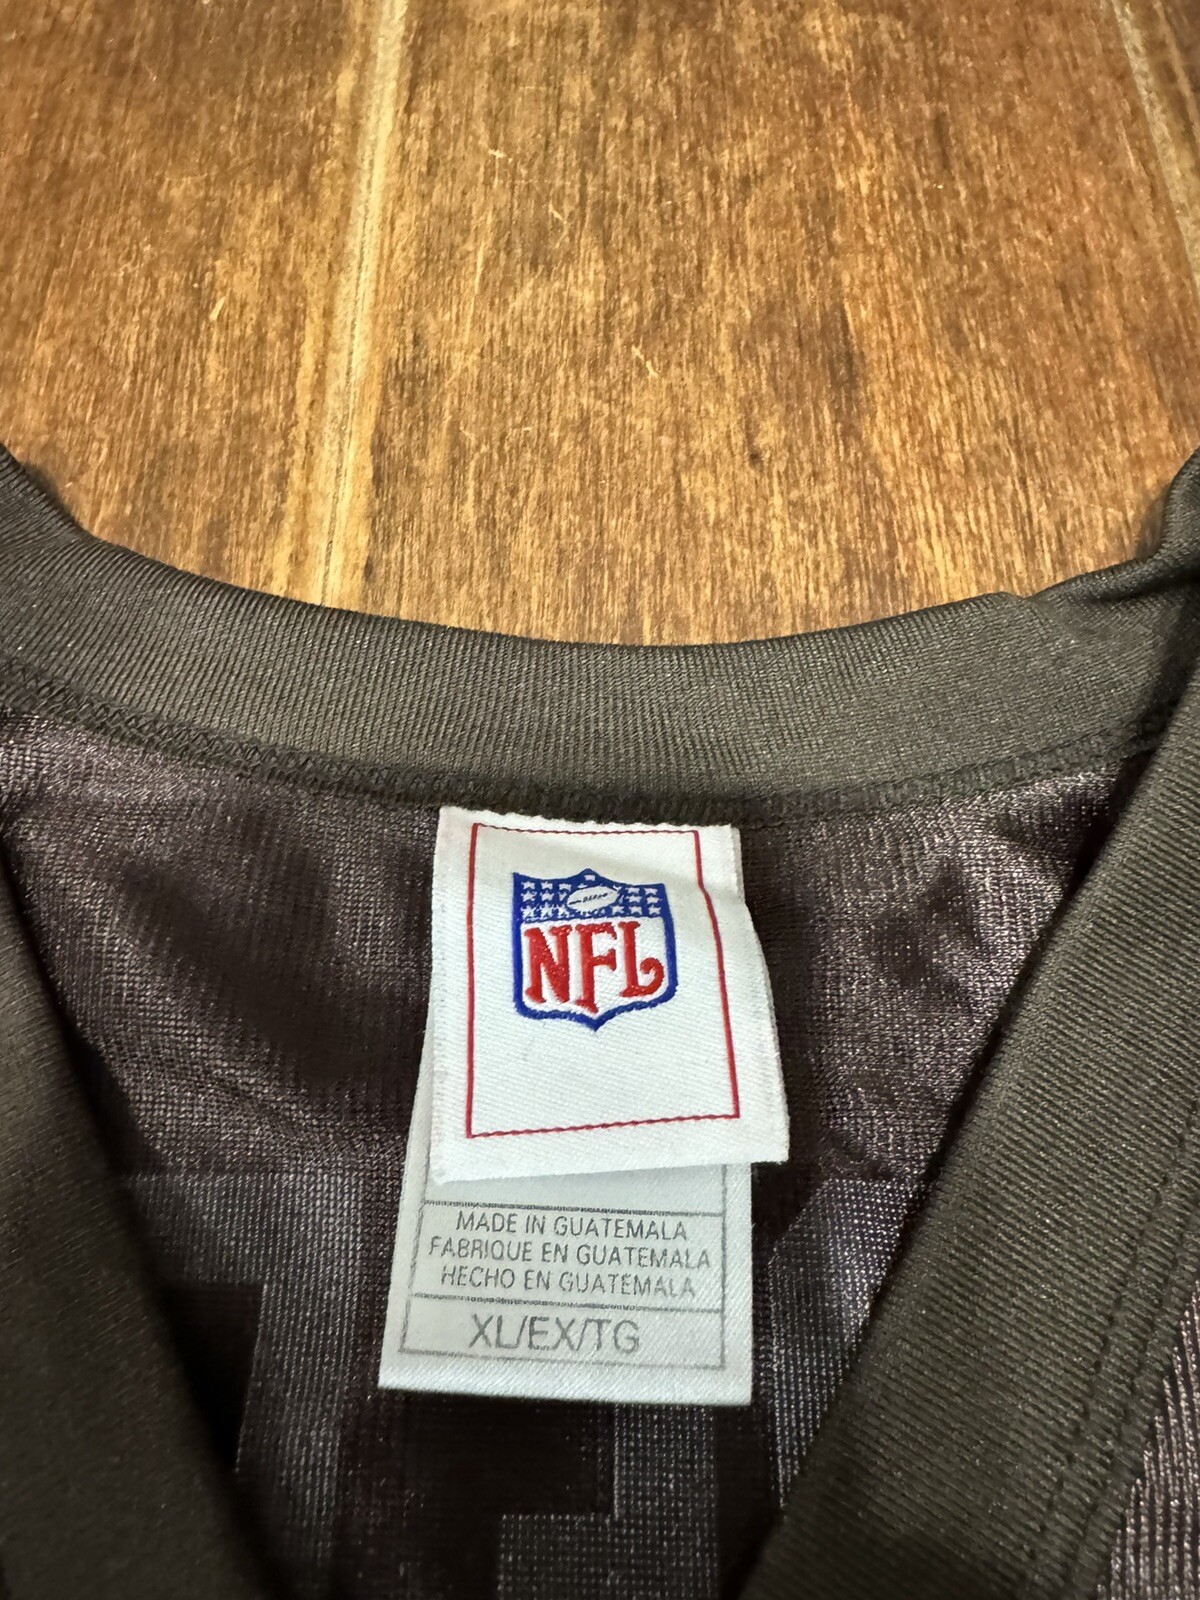 NFL
MADE IN GUATEMALA
FABRIQUE EN GUATEMALA
HECHO EN GUATEMALA
XL/EX/TG